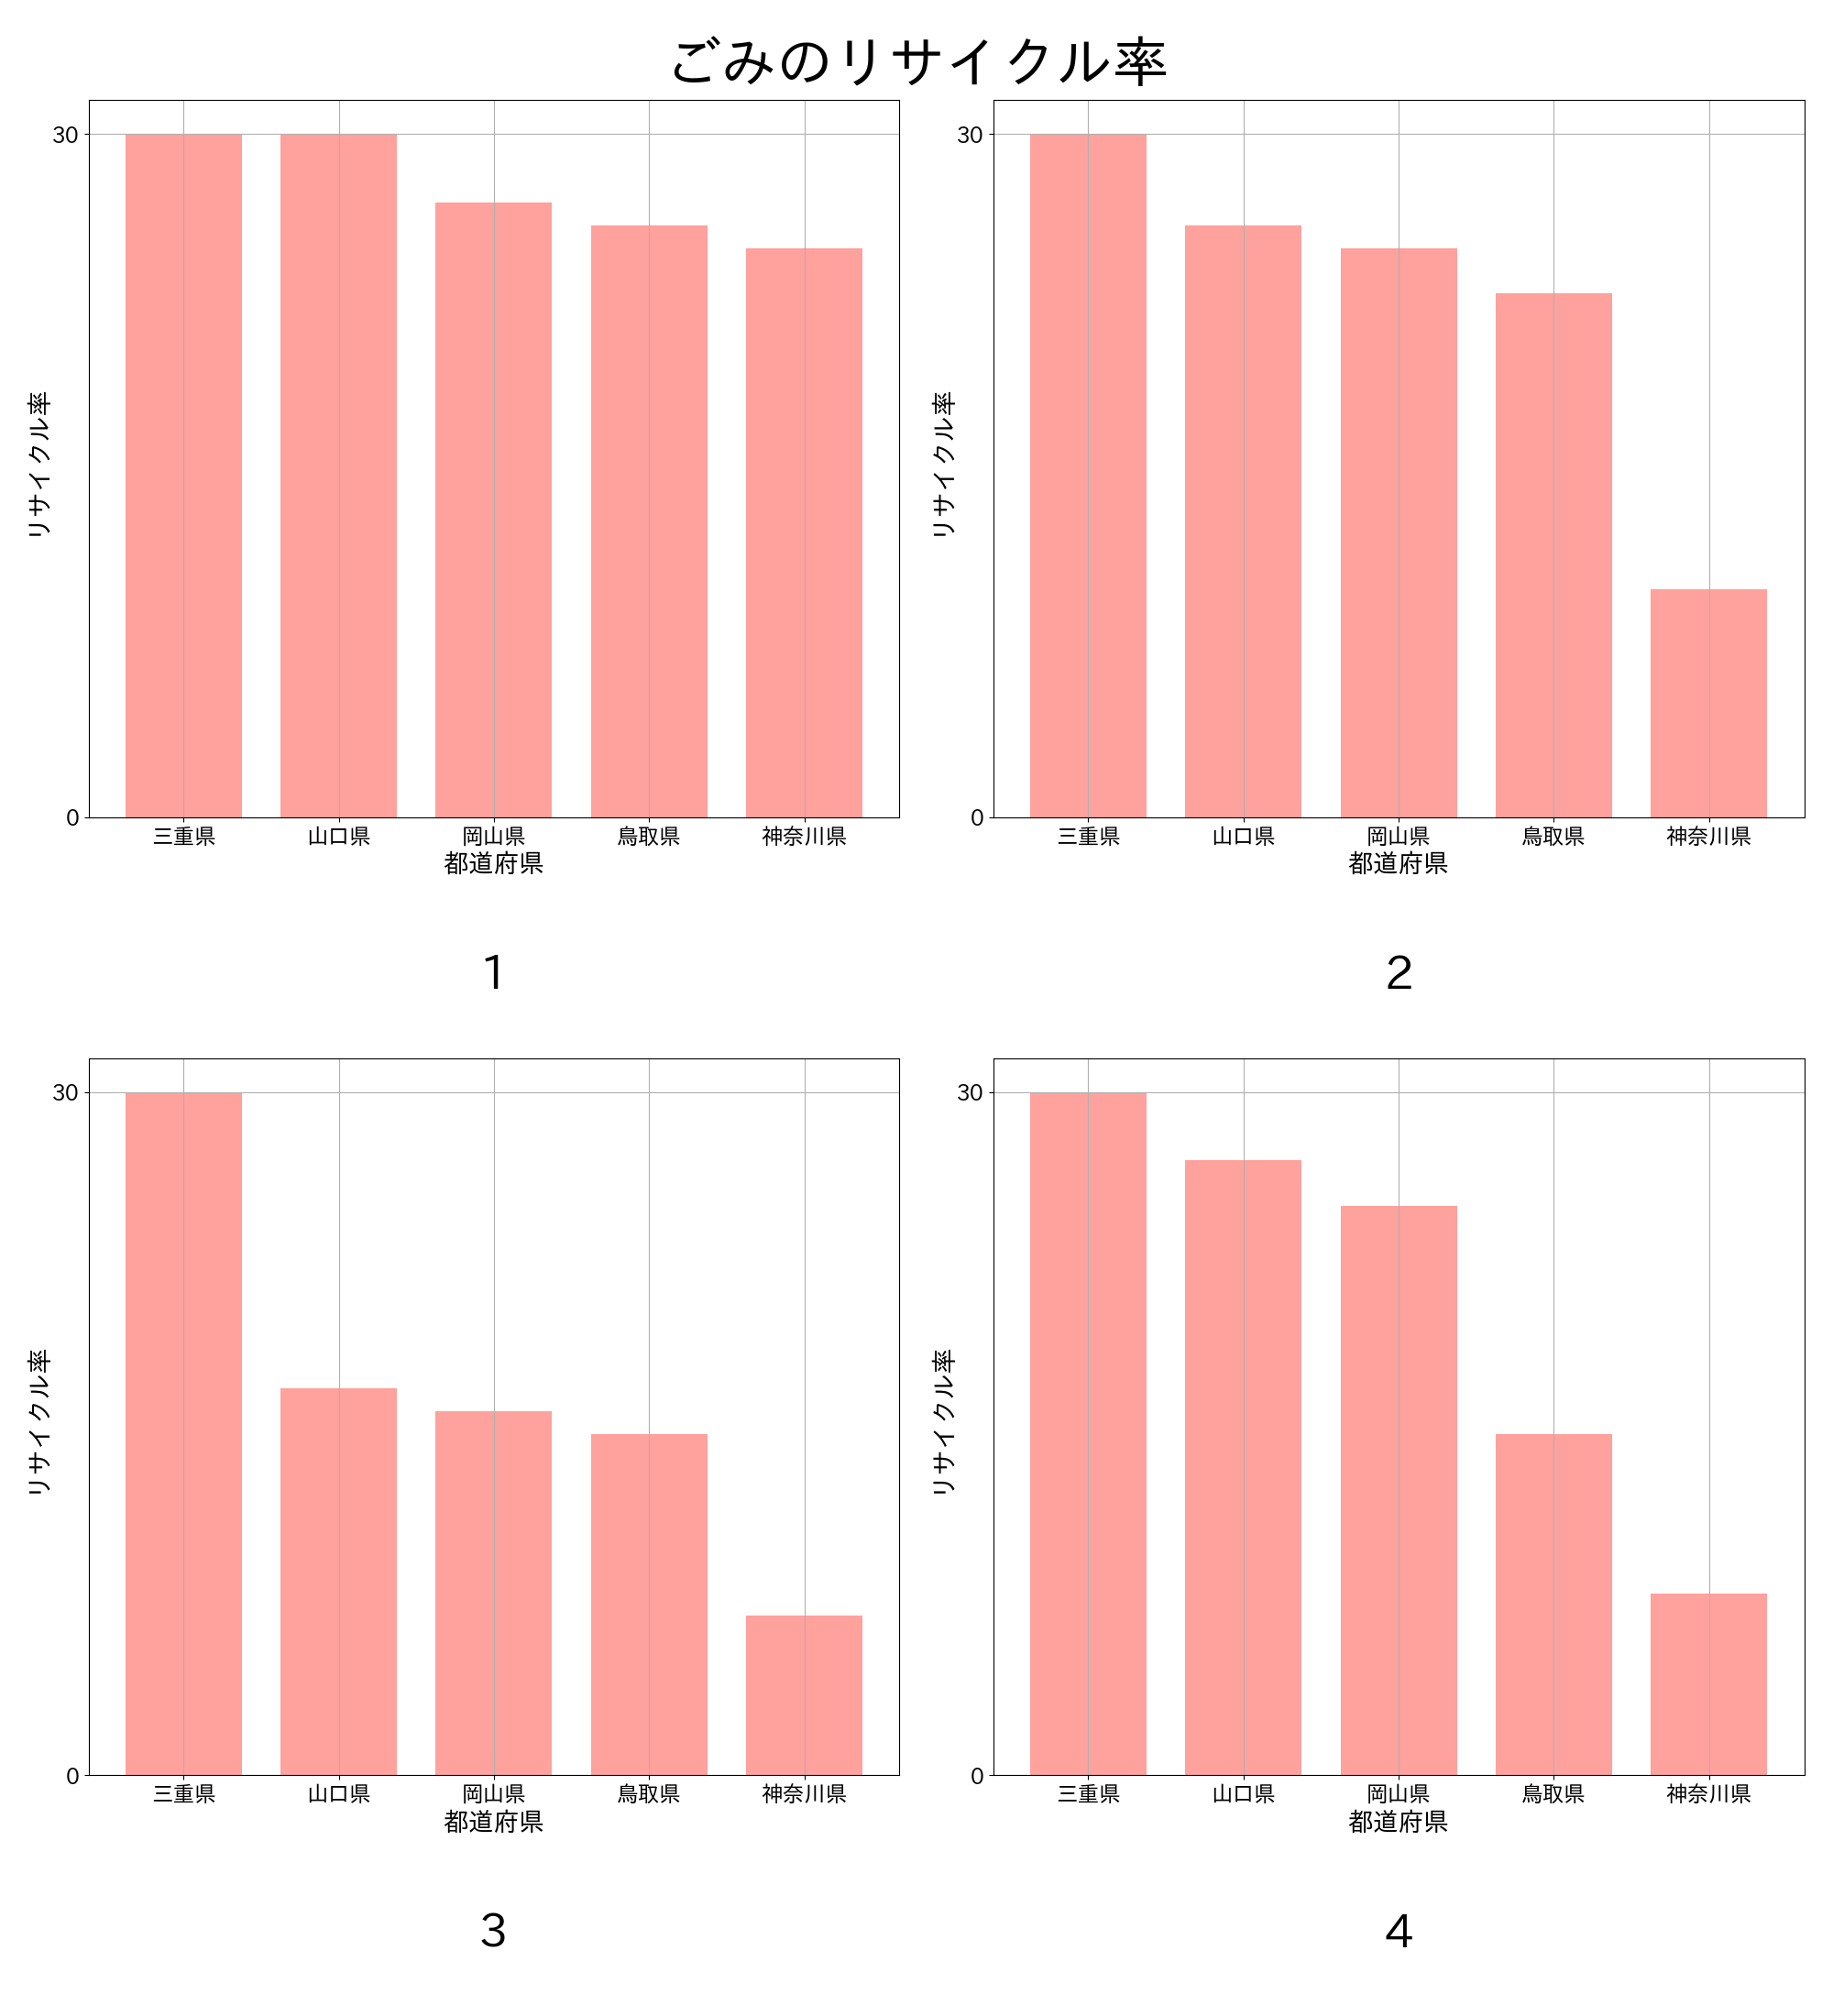 ごみのリサイクル率
30
0
リサイクル率
三重県 山口県 岡山県 鳥取県 神奈川県
都道府県
1
30
0
リサイクル率
三重県 山口県 岡山県 鳥取県 神奈川県
都道府県
2
30
0
リサイクル率
三重県 山口県 岡山県 鳥取県 神奈川県
都道府県
3
30
0
リサイクル率
三重県 山口県 岡山県 鳥取県 神奈川県
都道府県
4